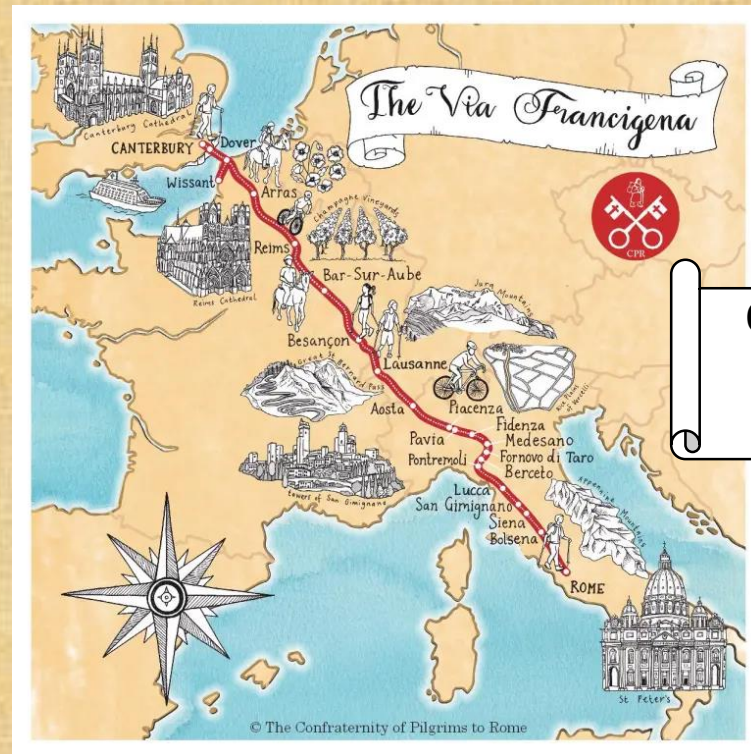 The Via Francigena
Canterbury Cathedral
CANTERBURY
Dover
Wissant
Arras
Champagne Vineyards
CPR
Reims
Reims Cathedral
Bar-Sur-Aube
Jura Mountains
Besançon
Lausanne
Great St Bernard Pass
Rice Plains
of Vercelli
Aosta
Piacenza
Pavia
Fidenza
Medesano
Pontremoli
Fornovo di Taro
Berceto
Towers of San Gimignano
Lucca
San Gimignano
Siena
Bolsena
Appennine Mountains
ROME
St Peter's
© The Confraternity of Pilgrims to Rome